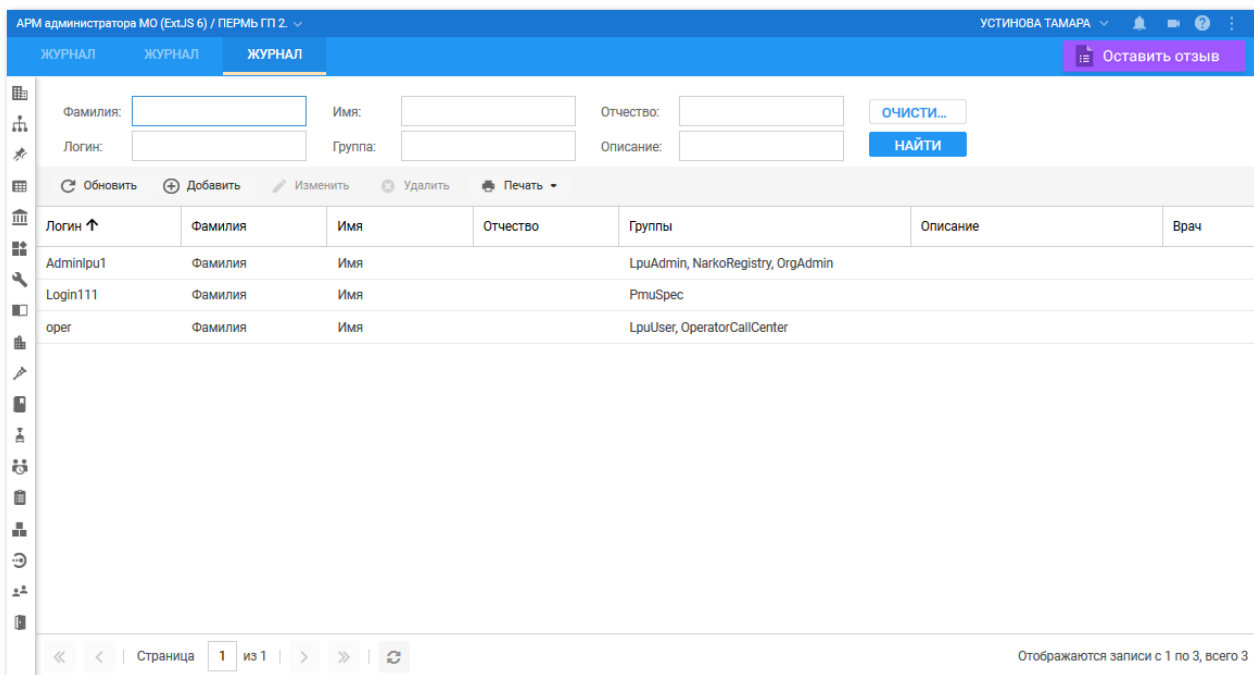 АРМ администратора МО (ExtJS 6) / ПЕРМЬ ГП 2. УСТИНОВА ТАМАРА
ЖУРНАЛ ЖУРНАЛ ЖУРНАЛ Оставить отзыв
Фамилия: Имя: Отчество: ОЧИСТИ...
Логин: Группа: Описание: НАЙТИ
Обновить Добавить Изменить Удалить Печать
Логин Фамилия Имя Отчество Группы Описание Врач
Adminlpu1 Фамилия Имя LpuAdmin, NarkoRegistry, OrgAdmin
Login111 Фамилия Имя PmuSpec
oper Фамилия Имя LpuUser, OperatorCallCenter
Страница 1 из 1 Отображаются записи с 1 по 3, всего 3